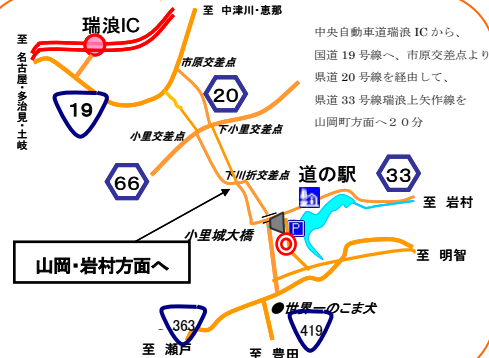 至 中津川・恵那
瑞浪IC
至 名古屋・多治見・土岐
中央自動車道瑞浪 IC から、
国道 19 号線へ、市原交差点より
県道 20 号線を経由して、
県道 33 号線瑞浪上矢作線を
山岡町方面へ２０分
市原交差点
19
20
小里交差点
下小里交差点
66
下川折交差点
道の駅
33
至 岩村
P
小里城大橋
山岡・岩村方面へ
至 明智
●世界一のこま犬
363
419
至 瀬戸
至 豊田